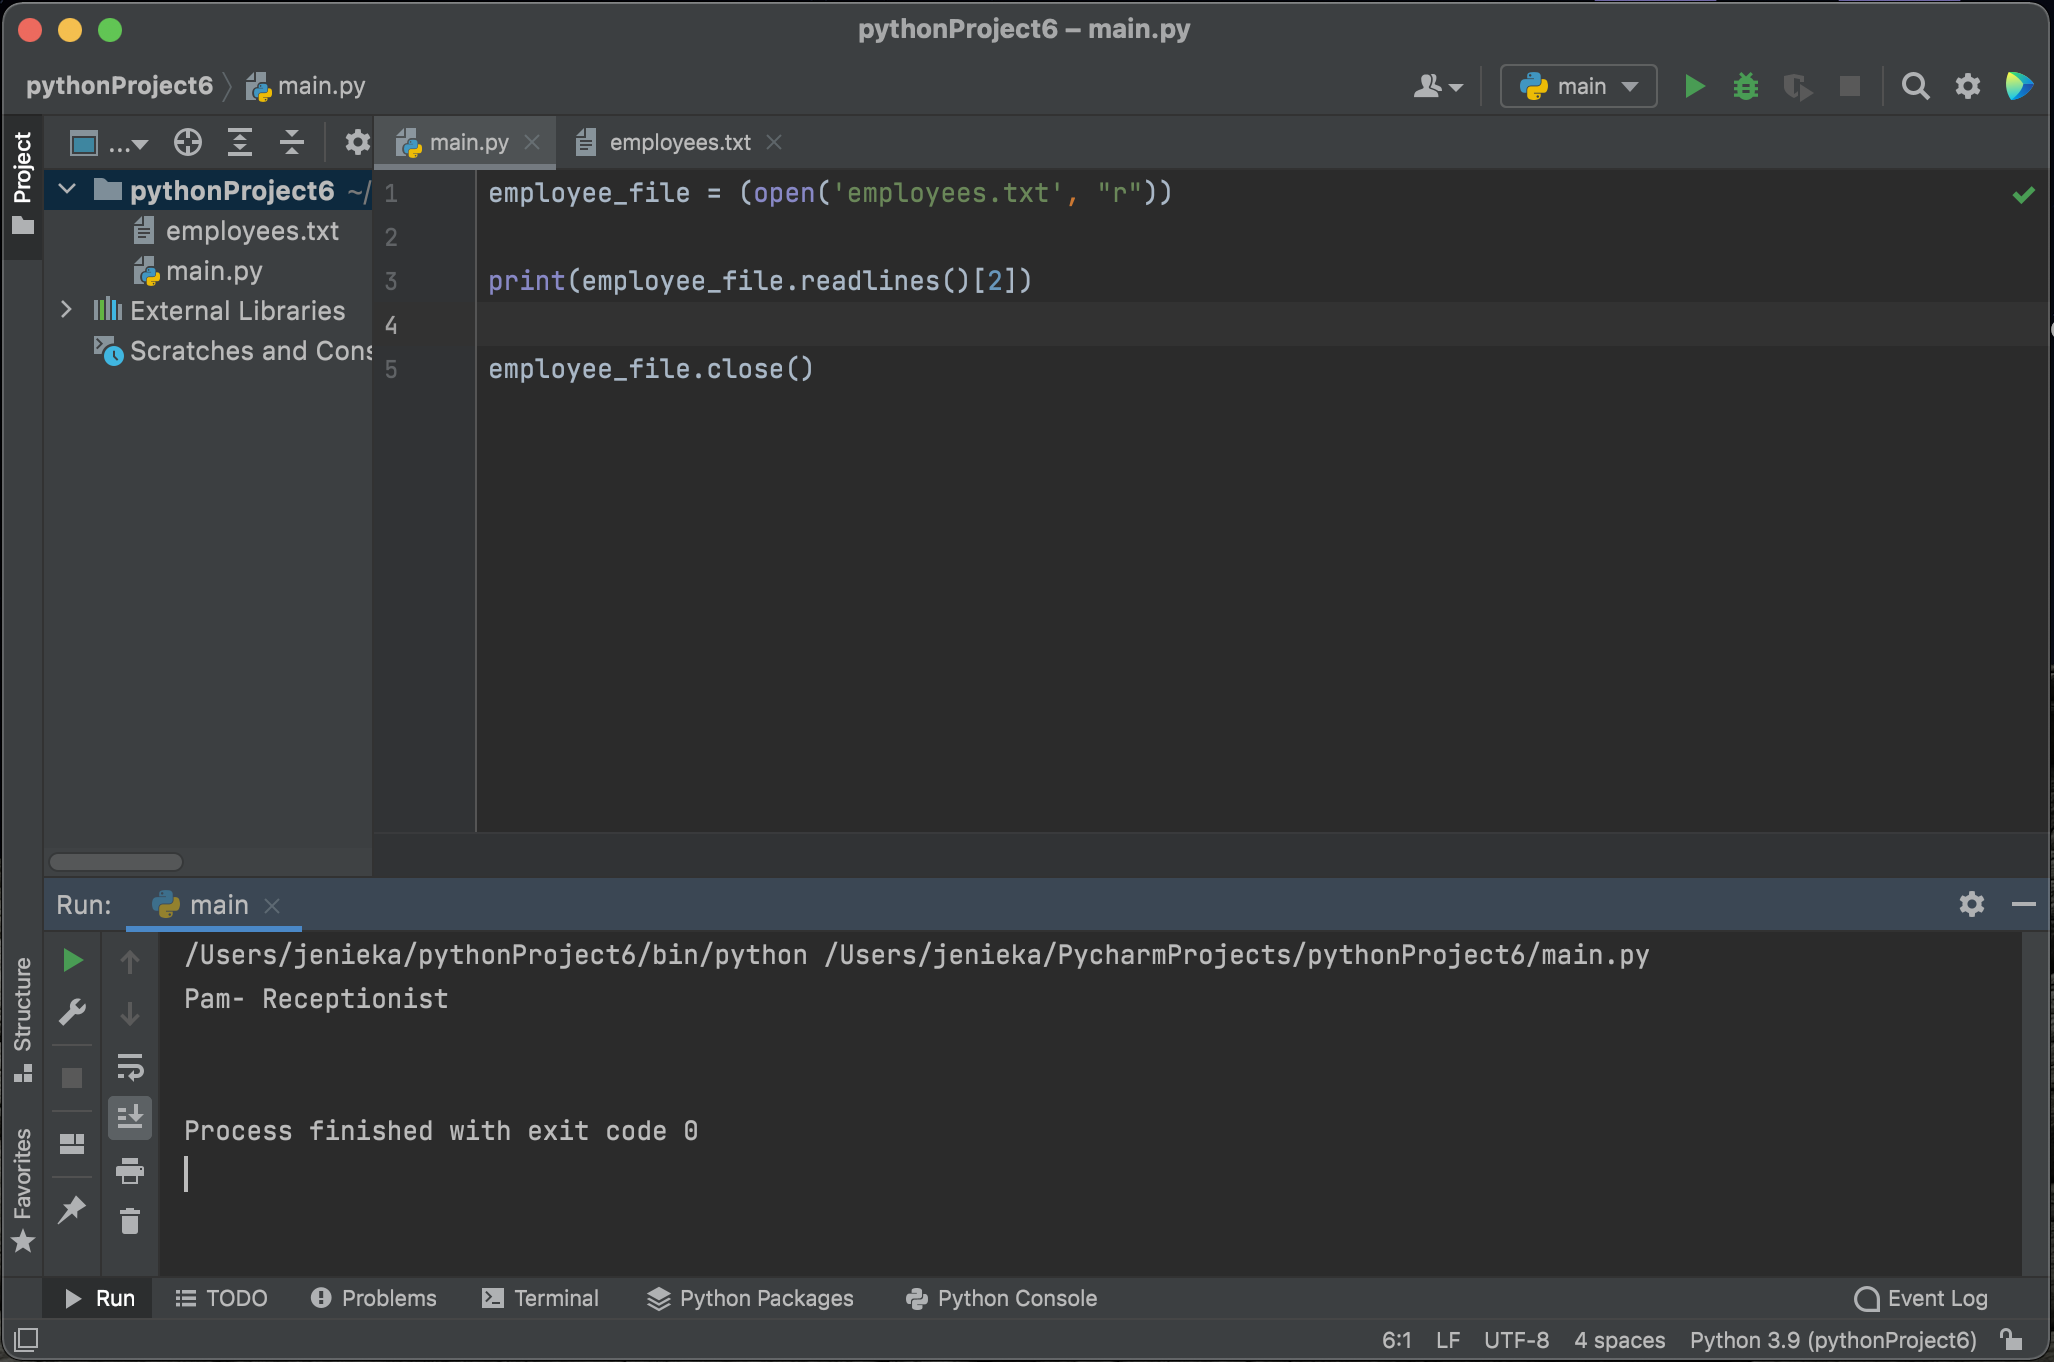 pythonProject6 – main.py
pythonProject6 main.py
main
Project
...
main.py
employees.txt
pythonProject6 ~/
employees.txt
main.py
External Libraries
Scratches and Cons
1 employee_file = (open('employees.txt', "r"))
2
3 print(employee_file.readlines()[2])
4
5 employee_file.close()
Run: main
/Users/jenieka/pythonProject6/bin/python /Users/jenieka/PycharmProjects/pythonProject6/main.py
Pam- Receptionist
Process finished with exit code 0
Structure
Favorites
Run TODO Problems Terminal Python Packages Python Console Event Log
6:1 LF UTF-8 4 spaces Python 3.9 (pythonProject6)